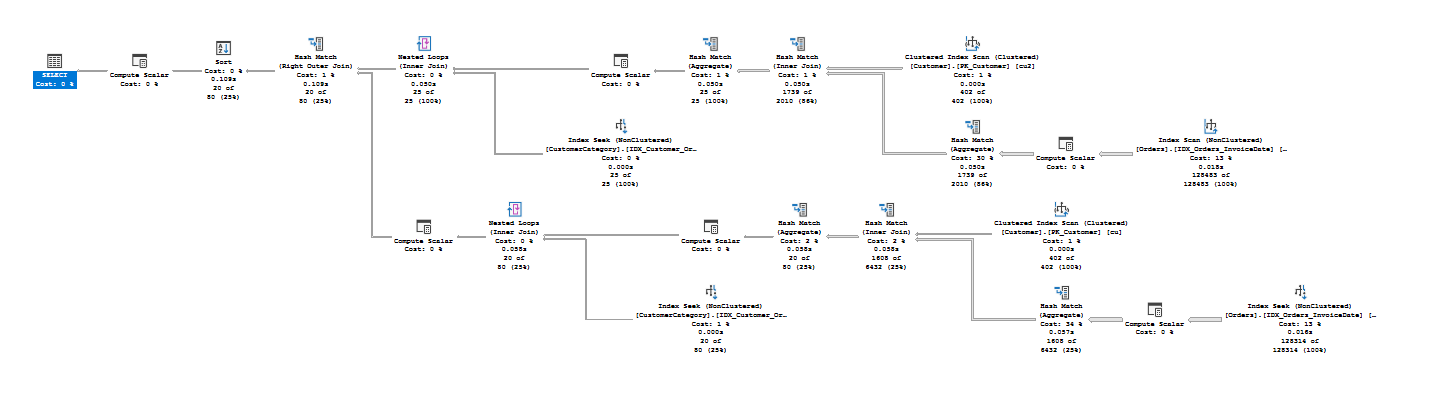 SELECT
Cost: 0 %
Compute Scalar
Cost: 0 %
Sort
Cost: 0 %
0.109s
20 of
80 (25%)
Hash Match
(Right Outer Join)
Cost: 1 %
0.109s
20 of
80 (25%)
Nested Loops
(Inner Join)
Cost: 0 %
0.050s
25 of
25 (100%)
Compute Scalar
Cost: 0 %
Hash Match
(Aggregate)
Cost: 1 %
0.050s
25 of
25 (100%)
Hash Match
(Inner Join)
Cost: 1 %
0.050s
1739 of
2010 (86%)
Clustered Index Scan (Clustered)
[Customer].[PK_Customer] [cu2]
Cost: 1 %
0.000s
402 of
402 (100%)
Index Seek (NonClustered)
[CustomerCategory].[IDX_Customer_Or…
Cost: 0 %
0.000s
25 of
25 (100%)
Hash Match
(Aggregate)
Cost: 30 %
0.050s
1739 of
2010 (86%)
Compute Scalar
Cost: 0 %
Index Scan (NonClustered)
[Orders].[IDX_Orders_InvoiceDate] […
Cost: 13 %
0.018s
128483 of
128483 (100%)
Compute Scalar
Cost: 0 %
Nested Loops
(Inner Join)
Cost: 0 %
0.058s
20 of
80 (25%)
Compute Scalar
Cost: 0 %
Hash Match
(Aggregate)
Cost: 2 %
0.058s
20 of
80 (25%)
Hash Match
(Inner Join)
Cost: 2 %
0.058s
1608 of
6432 (25%)
Clustered Index Scan (Clustered)
[Customer].[PK_Customer] [cu]
Cost: 1 %
0.000s
402 of
402 (100%)
Index Seek (NonClustered)
[CustomerCategory].[IDX_Customer_Or…
Cost: 1 %
0.000s
20 of
80 (25%)
Hash Match
(Aggregate)
Cost: 34 %
0.057s
1608 of
6432 (25%)
Compute Scalar
Cost: 0 %
Index Seek (NonClustered)
[Orders].[IDX_Orders_InvoiceDate] […
Cost: 13 %
0.016s
128314 of
128314 (100%)